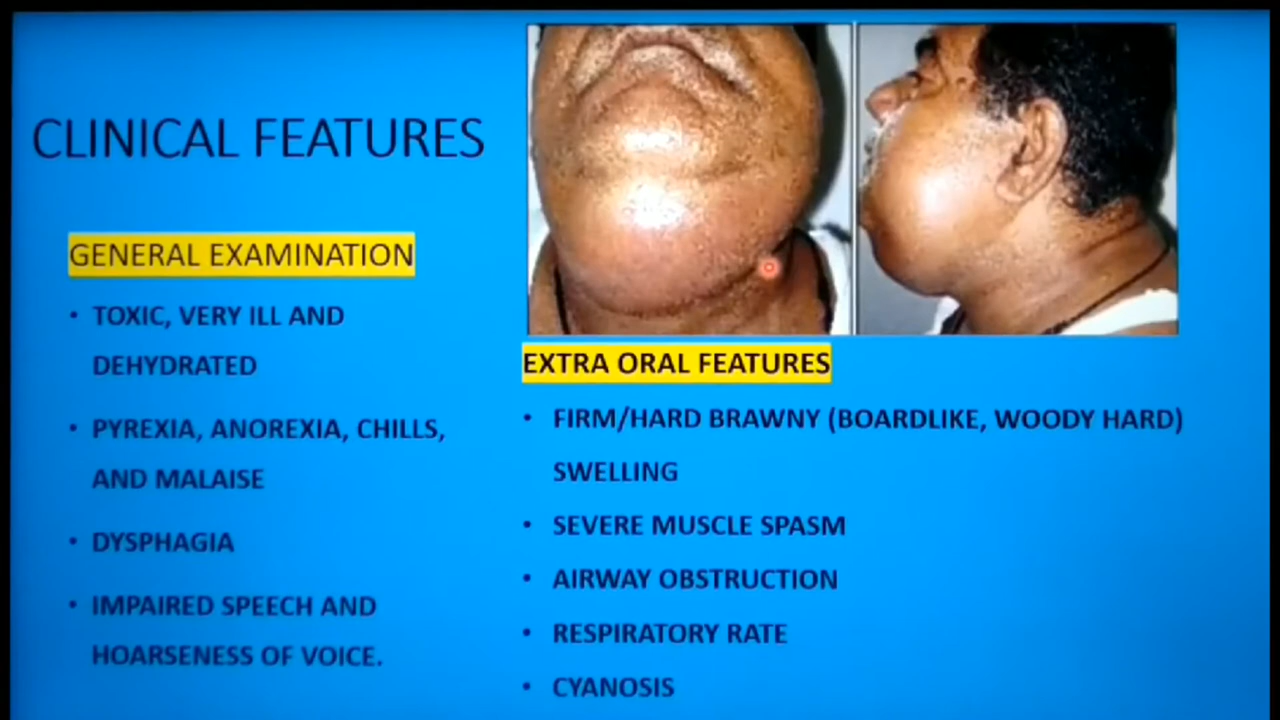 CLINICAL FEATURES
GENERAL EXAMINATION
• TOXIC, VERY ILL AND
DEHYDRATED
• PYREXIA, ANOREXIA, CHILLS,
AND MALAISE
• DYSPHAGIA
• IMPAIRED SPEECH AND
HOARSENESS OF VOICE.
EXTRA ORAL FEATURES
• FIRM/HARD BRAWNY (BOARDLIKE, WOODY HARD)
SWELLING
• SEVERE MUSCLE SPASM
• AIRWAY OBSTRUCTION
• RESPIRATORY RATE
• CYANOSIS